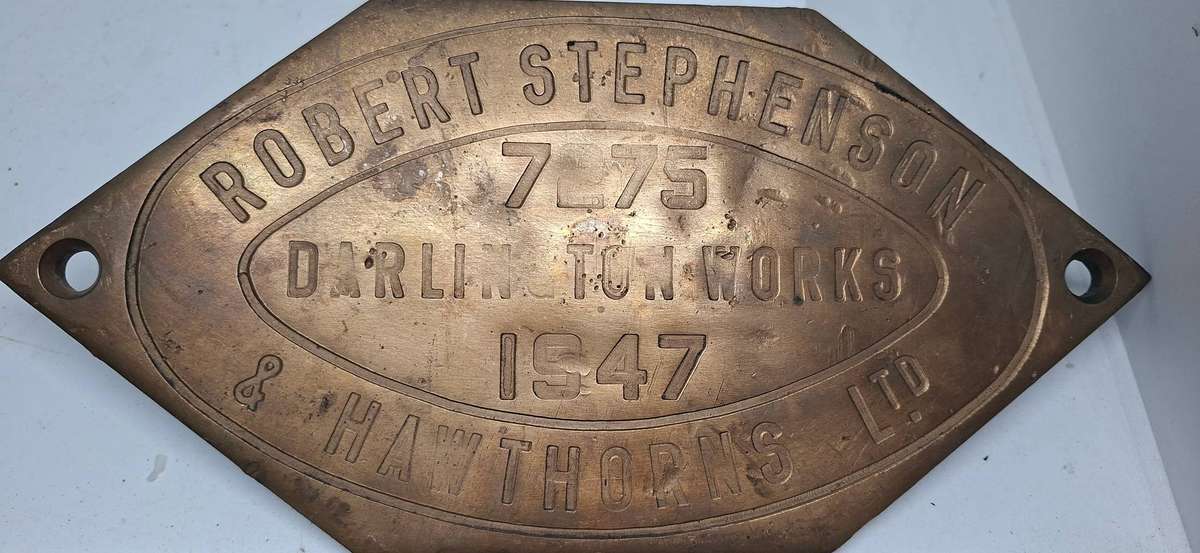 ROBERT STEPHENSON
DARLINGTON WORKS
1947
& HAWTHORNS LTD.